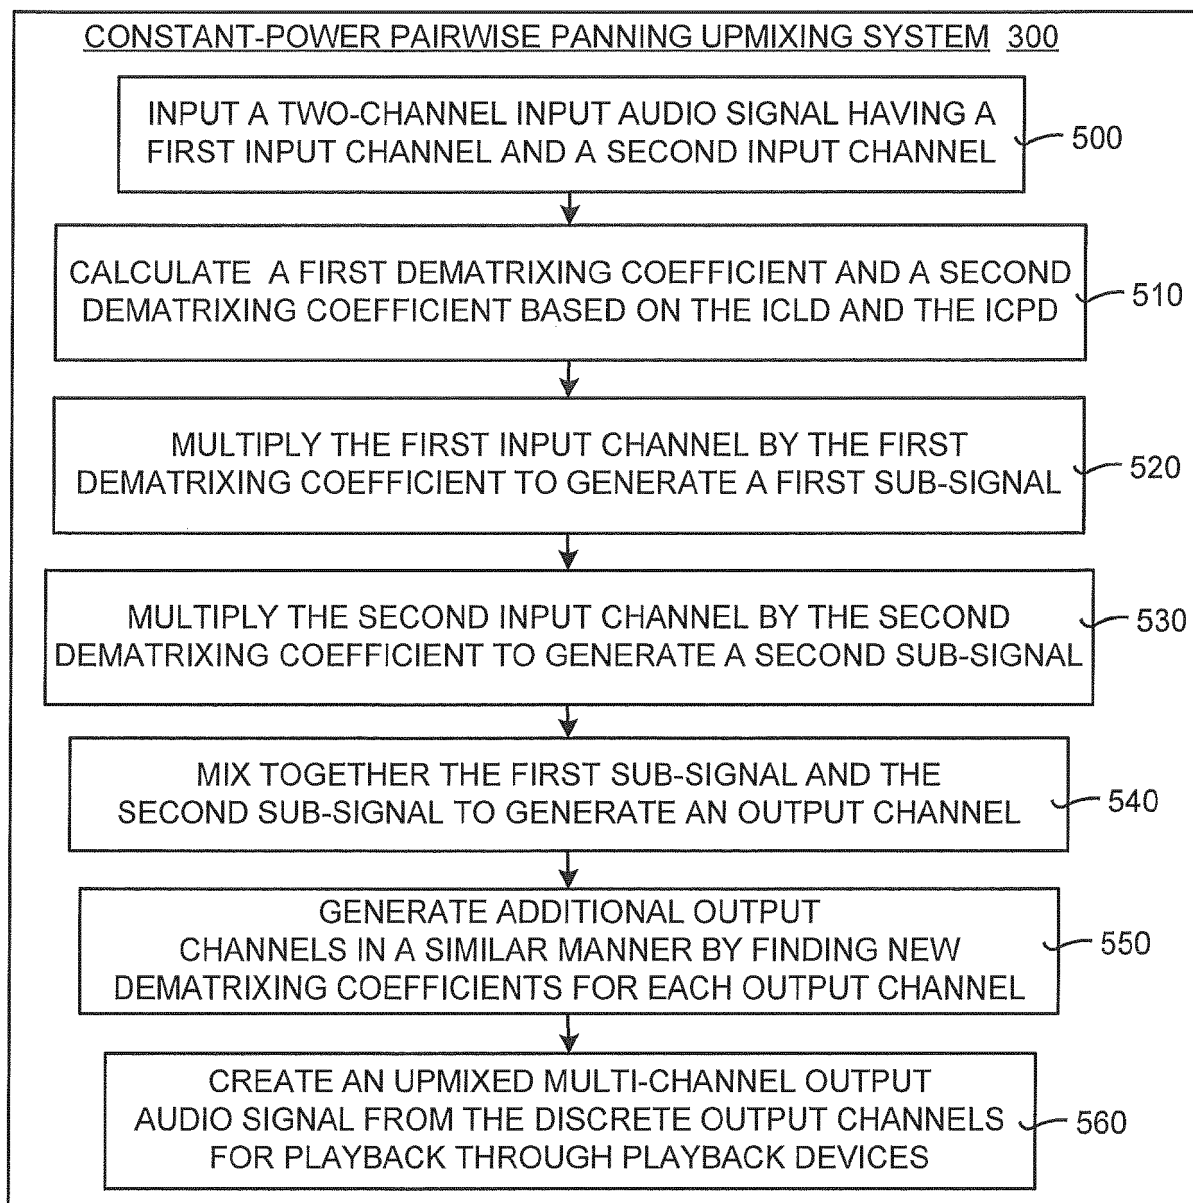 CONSTANT-POWER PAIRWISE PANNING UPMIXING SYSTEM 300
INPUT A TWO-CHANNEL INPUT AUDIO SIGNAL HAVING A
FIRST INPUT CHANNEL AND A SECOND INPUT CHANNEL
500
CALCULATE A FIRST DEMATRIXING COEFFICIENT AND A SECOND
DEMATRIXING COEFFICIENT BASED ON THE ICLD AND THE ICPD
510
MULTIPLY THE FIRST INPUT CHANNEL BY THE FIRST
DEMATRIXING COEFFICIENT TO GENERATE A FIRST SUB-SIGNAL
520
MULTIPLY THE SECOND INPUT CHANNEL BY THE SECOND
DEMATRIXING COEFFICIENT TO GENERATE A SECOND SUB-SIGNAL
530
MIX TOGETHER THE FIRST SUB-SIGNAL AND THE
SECOND SUB-SIGNAL TO GENERATE AN OUTPUT CHANNEL
540
GENERATE ADDITIONAL OUTPUT
CHANNELS IN A SIMILAR MANNER BY FINDING NEW
DEMATRIXING COEFFICIENTS FOR EACH OUTPUT CHANNEL
550
CREATE AN UPMIXED MULTI-CHANNEL OUTPUT
AUDIO SIGNAL FROM THE DISCRETE OUTPUT CHANNELS
FOR PLAYBACK THROUGH PLAYBACK DEVICES
560